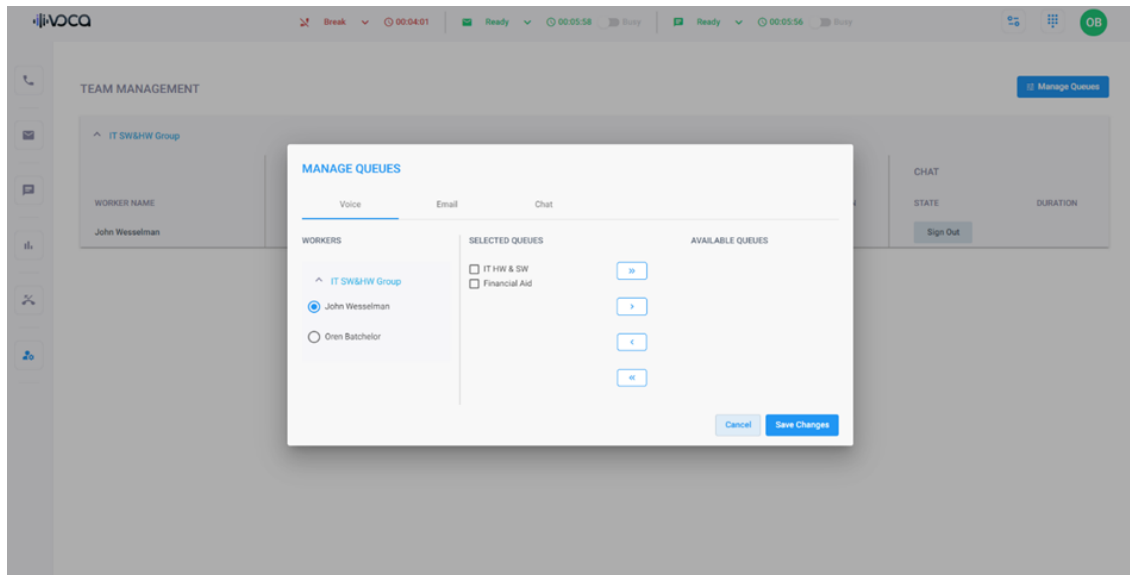 VOCA
Break 00:04:01 Ready 00:05:58 Busy Ready 00:05:56 Busy OB
TEAM MANAGEMENT
Manage Queues
IT SW&HW Group
CHAT
WORKER NAME
STATE DURATION
John Wesselman
Sign Out
MANAGE QUEUES
Voice Email Chat
WORKERS SELECTED QUEUES AVAILABLE QUEUES
IT HW & SW
Financial Aid
IT SW&HW Group
John Wesselman
Oren Batchelor
Cancel Save Changes